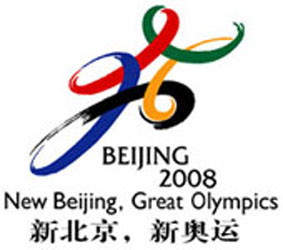 BEIJING
2008
New Beijing, Great Olympics
新北京，新奥运